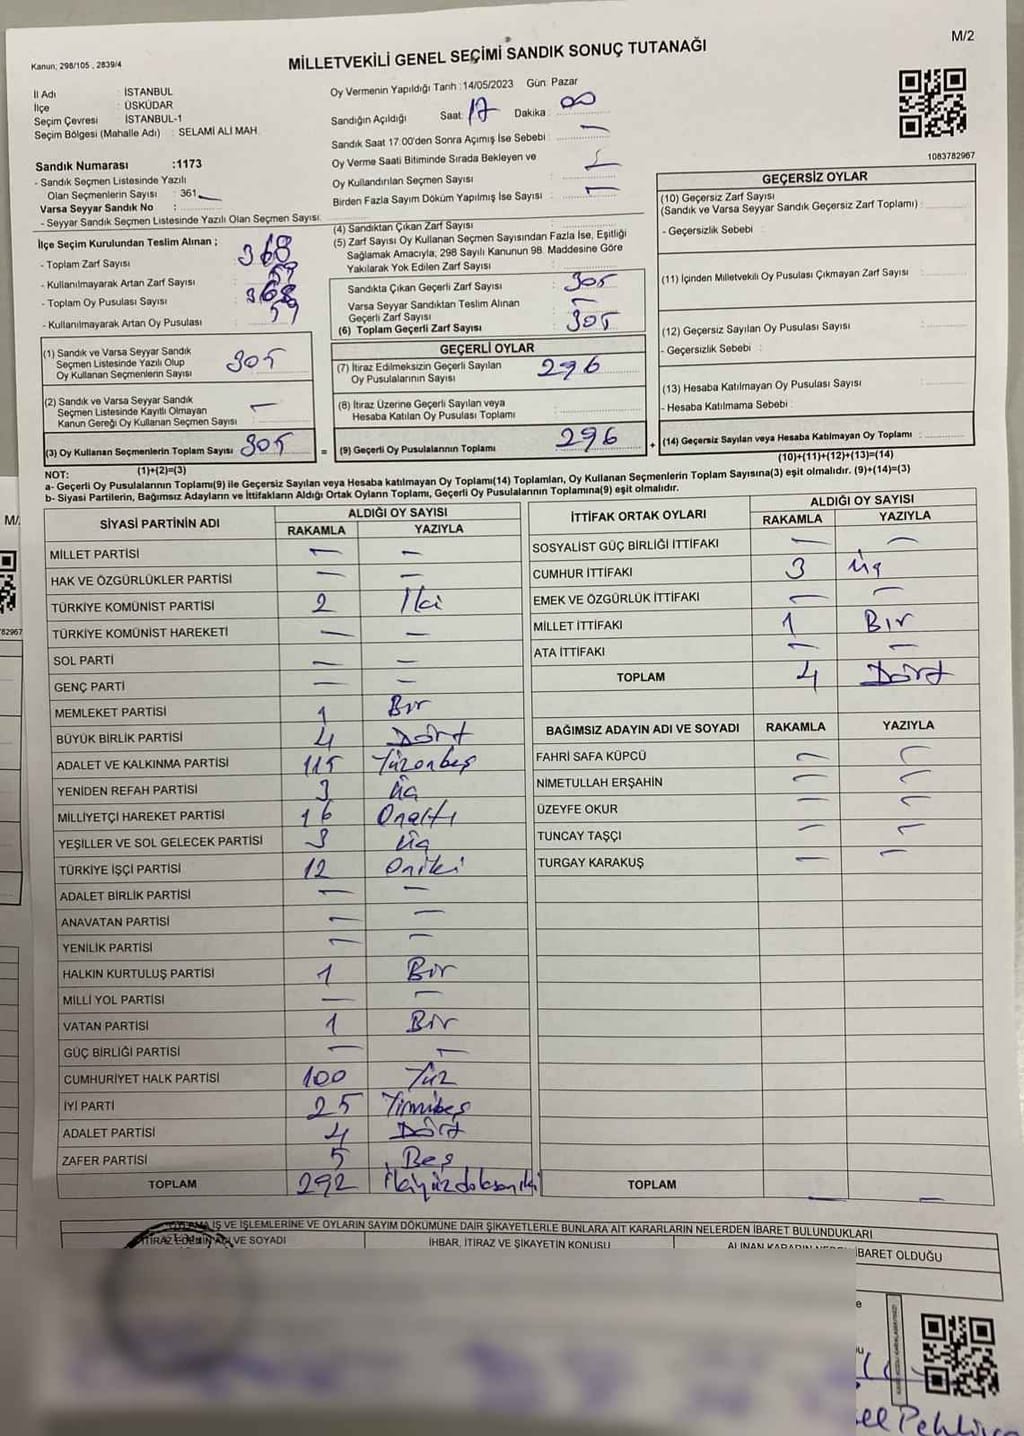 M/2
Kanun; 298/105 , 2839/4
MİLLETVEKİLİ GENEL SEÇİMİ SANDIK SONUÇ TUTANAĞI
İl Adı : İSTANBUL
İlçe : ÜSKÜDAR
Seçim Çevresi : İSTANBUL-1
Seçim Bölgesi (Mahalle Adı) : SELAMİ ALİ MAH.
Sandık Numarası :1173
- Sandık Seçmen Listesinde Yazılı
Olan Seçmenlerin Sayısı : 361
Varsa Seyyar Sandık No :
- Seyyar Sandık Seçmen Listesinde Yazılı Olan Seçmen Sayısı:
Oy Vermenin Yapıldığı Tarih :14/05/2023 Gün: Pazar
Sandığın Açıldığı Saat: 17 Dakika : 00
Sandık Saat 17:00'den Sonra Açılmış İse Sebebi : —
Oy Verme Saati Bitiminde Sırada Bekleyen ve
Oy Kullandırılan Seçmen Sayısı :
Birden Fazla Sayım Döküm Yapılmış İse Sayısı : —
1083782967
İlçe Seçim Kurulundan Teslim Alınan ;
- Toplam Zarf Sayısı : 368
- Kullanılmayarak Artan Zarf Sayısı : 59
- Toplam Oy Pusulası Sayısı : 368
- Kullanılmayarak Artan Oy Pusulası : 59
(1) Sandık ve Varsa Seyyar Sandık
Seçmen Listesinde Yazılı Olup
Oy Kullanan Seçmenlerin Sayısı : 305
(2) Sandık ve Varsa Seyyar Sandık
Seçmen Listesinde Kayıtlı Olmayan
Kanun Gereği Oy Kullanan Seçmen Sayısı : —
(3) Oy Kullanan Seçmenlerin Toplam Sayısı : 305
(1)+(2)=(3)
(4) Sandıktan Çıkan Zarf Sayısı :
(5) Zarf Sayısı Oy Kullanan Seçmen Sayısından Fazla İse, Eşitliği
Sağlamak Amacıyla, 298 Sayılı Kanunun 98. Maddesine Göre
Yakılarak Yok Edilen Zarf Sayısı :
Sandıkta Çıkan Geçerli Zarf Sayısı : 305
Varsa Seyyar Sandıktan Teslim Alınan
Geçerli Zarf Sayısı : —
(6) Toplam Geçerli Zarf Sayısı : 305
GEÇERLİ OYLAR
(7) İtiraz Edilmeksizin Geçerli Sayılan
Oy Pusulalarının Sayısı : 296
(8) İtiraz Üzerine Geçerli Sayılan veya
Hesaba Katılan Oy Pusulası Toplamı :
= (9) Geçerli Oy Pusulalarının Toplamı : 296
GEÇERSİZ OYLAR
(10) Geçersiz Zarf Sayısı
(Sandık ve Varsa Seyyar Sandık Geçersiz Zarf Toplamı) :
- Geçersizlik Sebebi :
(11) İçinden Milletvekili Oy Pusulası Çıkmayan Zarf Sayısı :
(12) Geçersiz Sayılan Oy Pusulası Sayısı :
- Geçersizlik Sebebi :
(13) Hesaba Katılmayan Oy Pusulası Sayısı :
- Hesaba Katılmama Sebebi :
+ (14) Geçersiz Sayılan veya Hesaba Katılmayan Oy Toplamı :
(10)+(11)+(12)+(13)=(14)
NOT:
a- Geçerli Oy Pusulalarının Toplamı(9) ile Geçersiz Sayılan veya Hesaba katılmayan Oy Toplamı(14) Toplamları, Oy Kullanan Seçmenlerin Toplam Sayısına(3) eşit olmalıdır. (9)+(14)=(3)
b- Siyasi Partilerin, Bağımsız Adayların ve İttifakların Aldığı Ortak Oyların Toplamı, Geçerli Oy Pusulalarının Toplamına(9) eşit olmalıdır.
SİYASİ PARTİNİN ADI ALDIĞI OY SAYISI
RAKAMLA YAZIYLA
MİLLET PARTİSİ — —
HAK VE ÖZGÜRLÜKLER PARTİSİ — —
TÜRKİYE KOMÜNİST PARTİSİ 2 İki
TÜRKİYE KOMÜNİST HAREKETİ — —
SOL PARTİ — —
GENÇ PARTİ — —
MEMLEKET PARTİSİ 1 Bir
BÜYÜK BİRLİK PARTİSİ 4 Dört
ADALET VE KALKINMA PARTİSİ 115 Yüzonbeş
YENİDEN REFAH PARTİSİ 3 Üç
MİLLİYETÇİ HAREKET PARTİSİ 16 Onaltı
YEŞİLLER VE SOL GELECEK PARTİSİ 3 Üç
TÜRKİYE İŞÇİ PARTİSİ 12 Oniki
ADALET BİRLİK PARTİSİ — —
ANAVATAN PARTİSİ — —
YENİLİK PARTİSİ — —
HALKIN KURTULUŞ PARTİSİ 1 Bir
MİLLİ YOL PARTİSİ — —
VATAN PARTİSİ 1 Bir
GÜÇ BİRLİĞİ PARTİSİ — —
CUMHURİYET HALK PARTİSİ 100 Yüz
İYİ PARTİ 25 Yirmibeş
ADALET PARTİSİ 4 Dört
ZAFER PARTİSİ 5 Beş
TOPLAM 292 İkiyüzdoksaniki
İTTİFAK ORTAK OYLARI ALDIĞI OY SAYISI
RAKAMLA YAZIYLA
SOSYALİST GÜÇ BİRLİĞİ İTTİFAKI — —
CUMHUR İTTİFAKI 3 Üç
EMEK VE ÖZGÜRLÜK İTTİFAKI — —
MİLLET İTTİFAKI 1 Bir
ATA İTTİFAKI — —
TOPLAM 4 Dört
BAĞIMSIZ ADAYIN ADI VE SOYADI RAKAMLA YAZIYLA
FAHRİ SAFA KÜPCÜ — —
NİMETULLAH ERŞAHİN — —
ÜZEYFE OKUR — —
TUNCAY TAŞÇI — —
TURGAY KARAKUŞ — —
TOPLAM — —
OYLAMA İŞ VE İŞLEMLERİNE VE OYLARIN SAYIM DÖKÜMÜNE DAİR ŞİKAYETLERLE BUNLARA AİT KARARLARIN NELERDEN İBARET BULUNDUKLARI
İTİRAZ EDENİN ADI VE SOYADI İHBAR, İTİRAZ VE ŞİKAYETİN KONUSU ALINAN KARARIN İBARET OLDUĞU